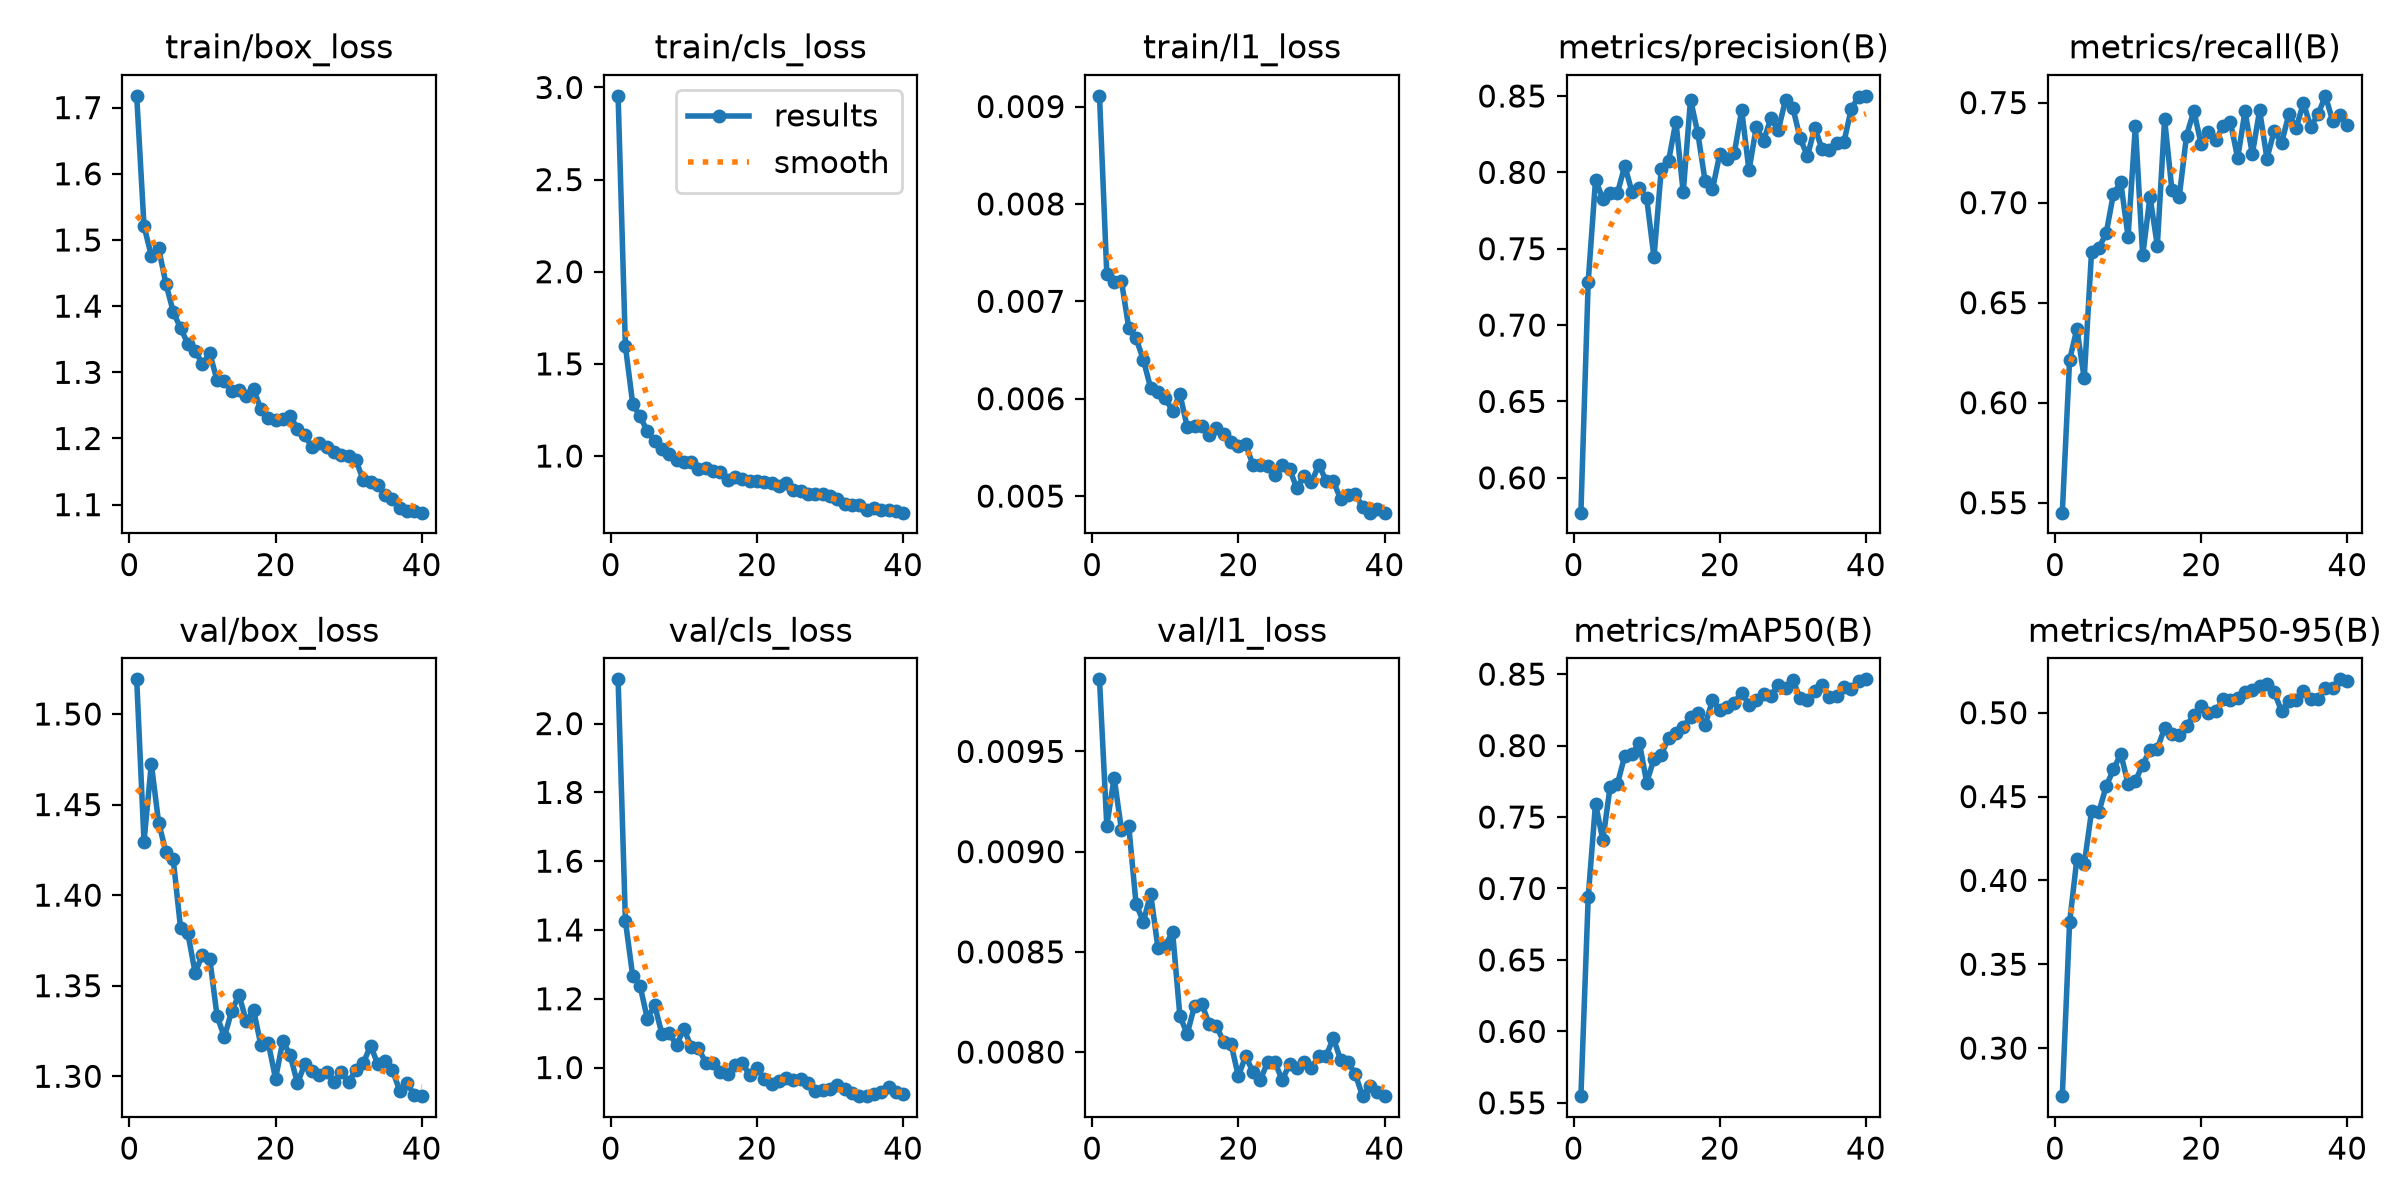 train/box_loss
1.7
1.6
1.5
1.4
1.3
1.2
1.1
0 20 40
train/cls_loss
3.0
2.5
2.0
1.5
1.0
results
smooth
0 20 40
train/l1_loss
0.009
0.008
0.007
0.006
0.005
0 20 40
metrics/precision(B)
0.85
0.80
0.75
0.70
0.65
0.60
0 20 40
metrics/recall(B)
0.75
0.70
0.65
0.60
0.55
0 20 40
val/box_loss
1.50
1.45
1.40
1.35
1.30
0 20 40
val/cls_loss
2.0
1.8
1.6
1.4
1.2
1.0
0 20 40
val/l1_loss
0.0095
0.0090
0.0085
0.0080
0 20 40
metrics/mAP50(B)
0.85
0.80
0.75
0.70
0.65
0.60
0.55
0 20 40
metrics/mAP50-95(B)
0.50
0.45
0.40
0.35
0.30
0 20 40